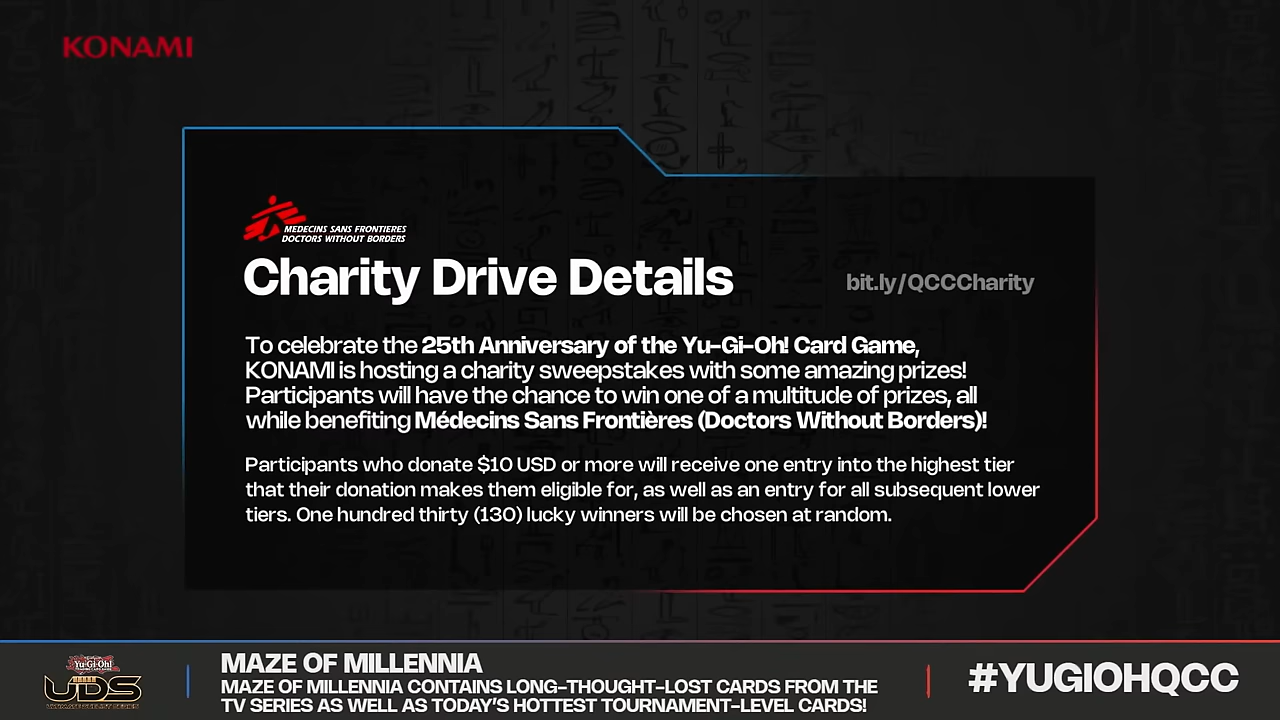 KONAMI
MEDECINS SANS FRONTIERES
DOCTORS WITHOUT BORDERS
Charity Drive Details
bit.ly/QCCCharity
To celebrate the 25th Anniversary of the Yu-Gi-Oh! Card Game,
KONAMI is hosting a charity sweepstakes with some amazing prizes!
Participants will have the chance to win one of a multitude of prizes, all
while benefiting Médecins Sans Frontières (Doctors Without Borders)!
Participants who donate $10 USD or more will receive one entry into the highest tier
that their donation makes them eligible for, as well as an entry for all subsequent lower
tiers. One hundred thirty (130) lucky winners will be chosen at random.
Yu-Gi-Oh!
TRADING CARD GAME
UDS
ULTIMATE DUELIST SERIES
MAZE OF MILLENNIA
MAZE OF MILLENNIA CONTAINS LONG-THOUGHT-LOST CARDS FROM THE
TV SERIES AS WELL AS TODAY'S HOTTEST TOURNAMENT-LEVEL CARDS!
#YUGIOHQCC